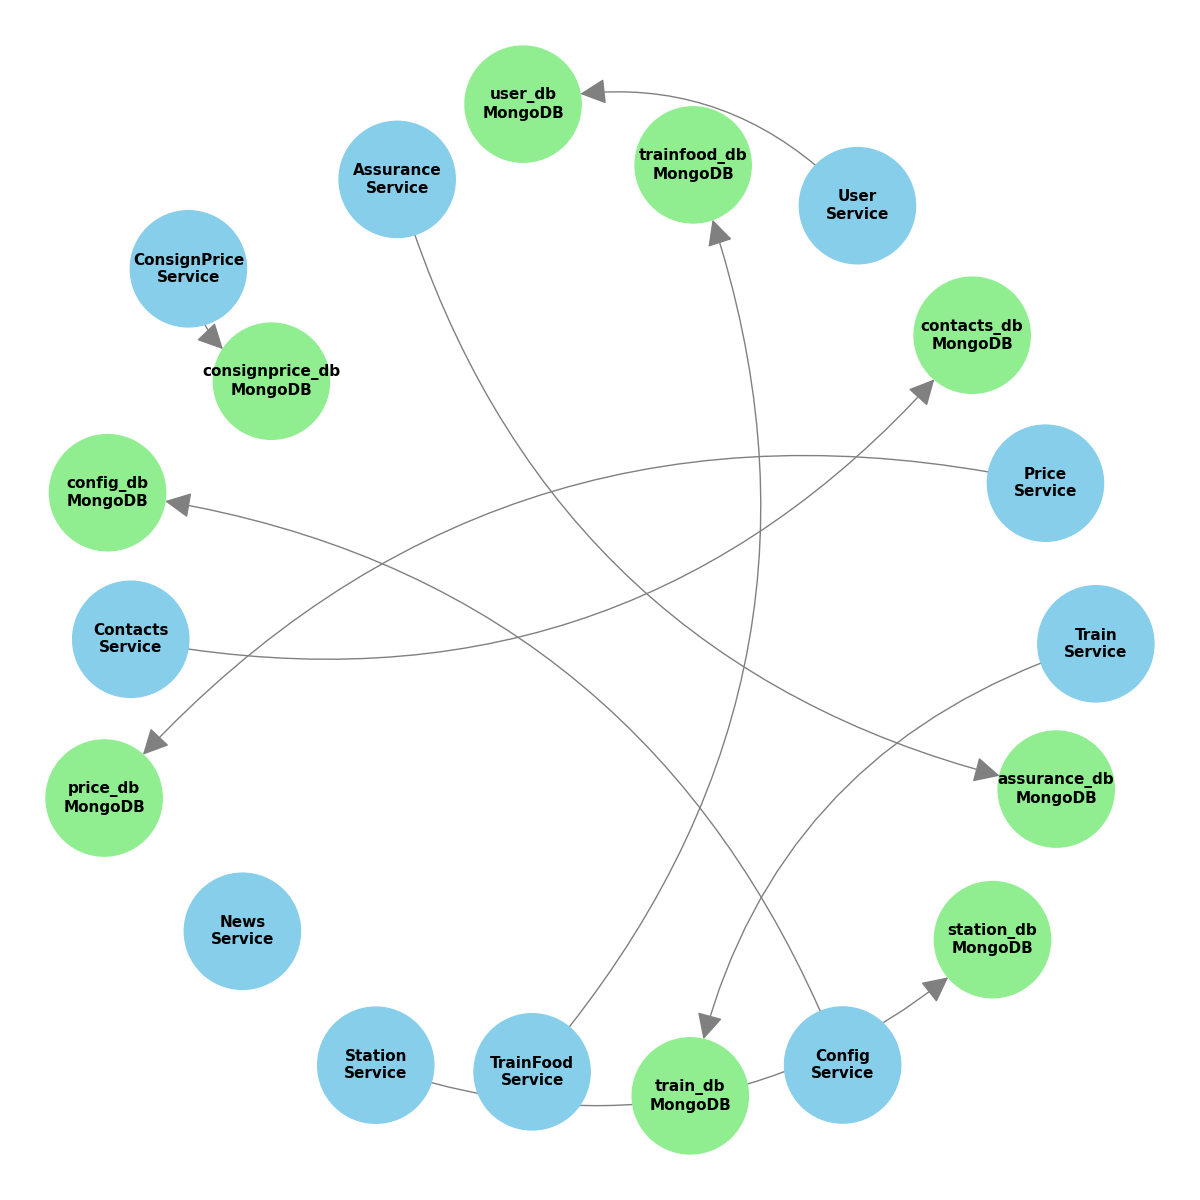 user_db
MongoDB
trainfood_db
MongoDB
Assurance
Service
User
Service
ConsignPrice
Service
contacts_db
MongoDB
consignprice_db
MongoDB
config_db
MongoDB
Price
Service
Contacts
Service
Train
Service
price_db
MongoDB
assurance_db
MongoDB
News
Service
station_db
MongoDB
Station
Service
TrainFood
Service
train_db
MongoDB
Config
Service